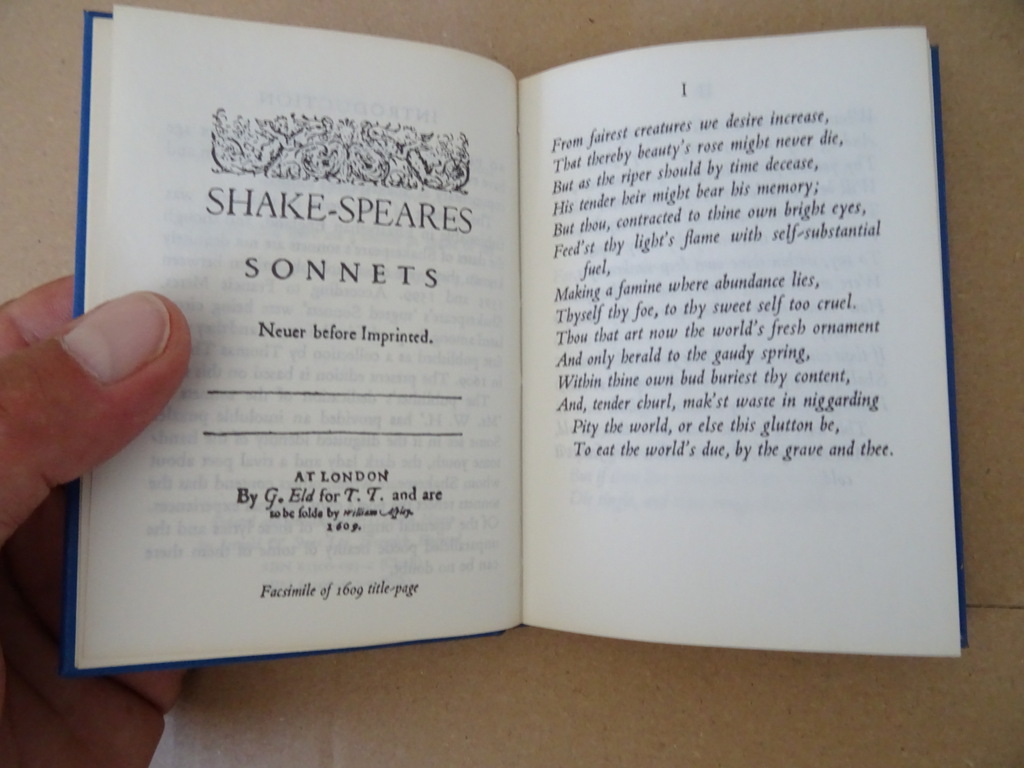 SHAKE-SPEARES
SONNETS
Neuer before Imprinted.
AT LONDON
By G. Eld for T. T. and are
to be solde by William Aspley.
1609.
Facsimile of 1609 title-page
I
From fairest creatures we desire increase,
That thereby beauty's rose might never die,
But as the riper should by time decease,
His tender heir might bear his memory;
But thou, contracted to thine own bright eyes,
Feed'st thy light's flame with self-substantial
fuel,
Making a famine where abundance lies,
Thyself thy foe, to thy sweet self too cruel.
Thou that art now the world's fresh ornament
And only herald to the gaudy spring,
Within thine own bud buriest thy content,
And, tender churl, mak'st waste in niggarding
Pity the world, or else this glutton be,
To eat the world's due, by the grave and thee.